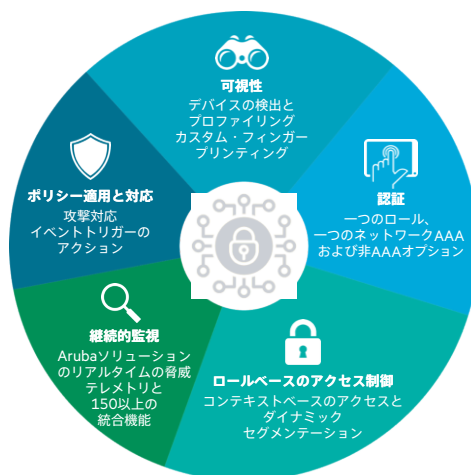 可視性
デバイスの検出と
プロファイリング
カスタム・フィンガー
プリンティング
認証
一つのロール、
一つのネットワークAAA
および非AAAオプション
ロールベースのアクセス制御
コンテキストベースのアクセスと
ダイナミック
セグメンテーション
継続的監視
Arubaソリューション
のリアルタイムの脅威
テレメトリと
150以上の
統合機能
ポリシー適用と対応
攻撃対応
イベントトリガーの
アクション